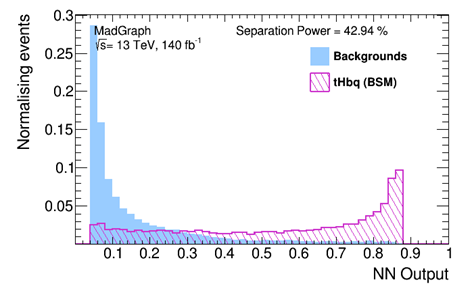 MadGraph
√s= 13 TeV, 140 fb⁻¹
Separation Power = 42.94 %
Backgrounds
tHbq (BSM)
Normalising events
0.3
0.25
0.2
0.15
0.1
0.05
0.1 0.2 0.3 0.4 0.5 0.6 0.7 0.8 0.9 1
NN Output